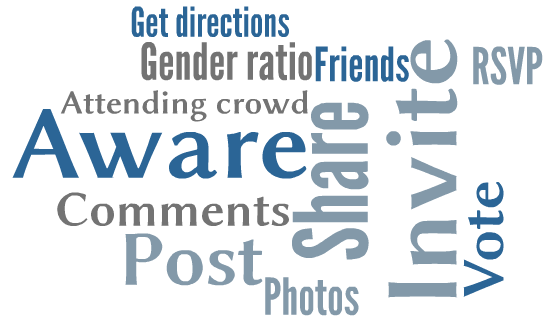 Get directions
Gender ratio
Friends
RSVP
Attending crowd
Aware
Share
Invite
Vote
Comments
Post
Photos